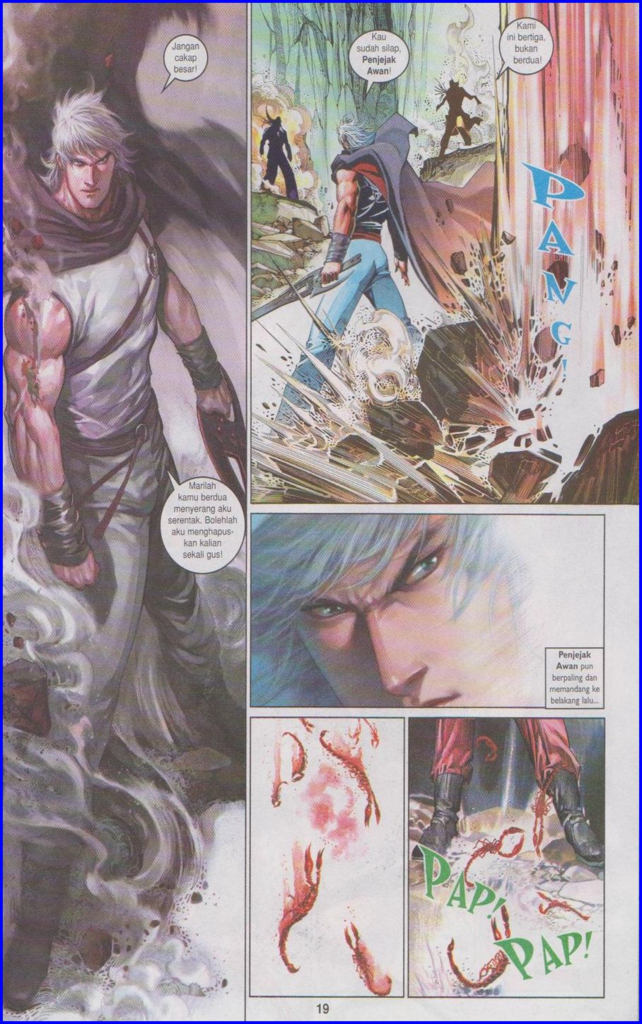 Jangan
cakap
besar!
Marilah
kamu berdua
menyerang aku
serentak. Bolehlah
aku menghapus-
kan kalian
sekali gus!
Kau
sudah silap,
Penjejak
Awan!
Kami
ini bertiga,
bukan
berdua!
PANG!
Penjejak
Awan pun
berpaling dan
memandang ke
belakang lalu...
PAP!
PAP!
19